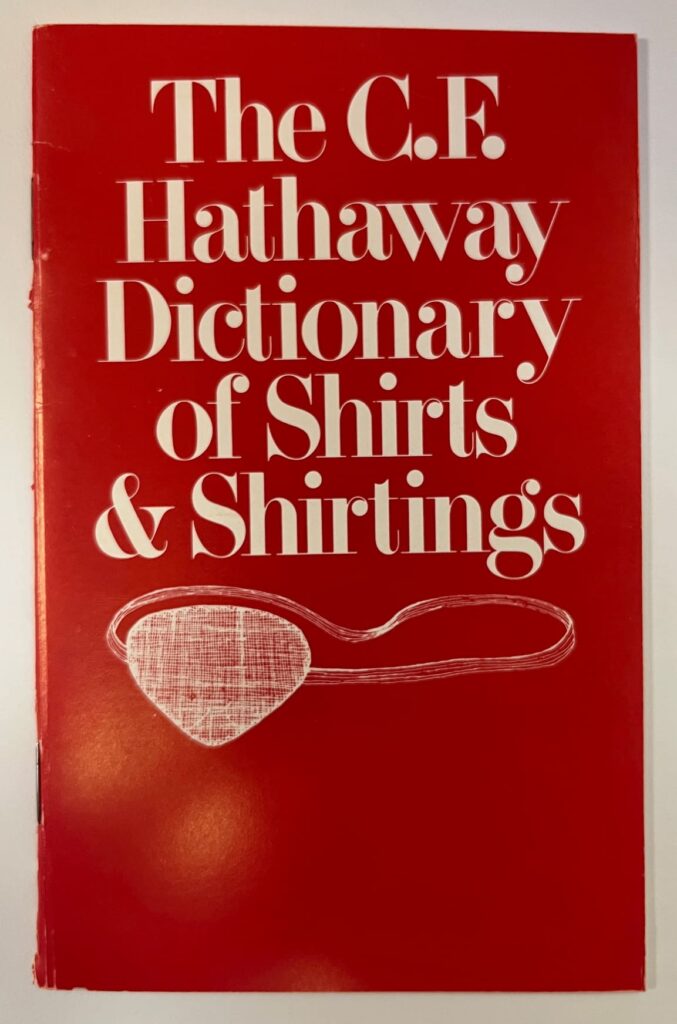 The C.F.
Hathaway
Dictionary
of Shirts
& Shirtings